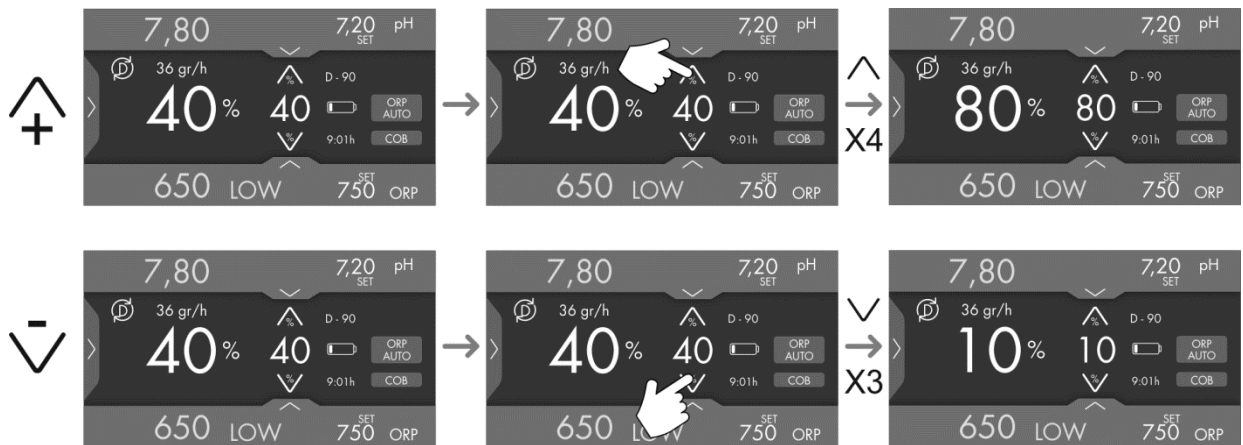 7,80 7,20 pH
SET
36 gr/h % D - 90
40 % 40 ORP AUTO
% 9:01h COB
650 LOW SET 750 ORP
+
7,80 7,20 pH
SET
36 gr/h % D - 90
40 % 40 ORP AUTO
9:01h COB
% 
650 LOW SET 750 ORP
X4
7,80 7,20 pH
SET
36 gr/h % D - 90
80 % 80 ORP AUTO
% 9:01h COB
650 LOW SET 750 ORP
-
7,80 7,20 pH
SET
36 gr/h % D - 90
40 % 40 ORP AUTO
% 9:01h COB
650 LOW SET 750 ORP
7,80 7,20 pH
SET
36 gr/h % D - 90
40 % 40 ORP AUTO
9:01h COB
650 LOW SET 750 ORP
X3
7,80 7,20 pH
SET
36 gr/h % D - 90
10 % 10 ORP AUTO
% 9:01h COB
650 LOW SET 750 ORP